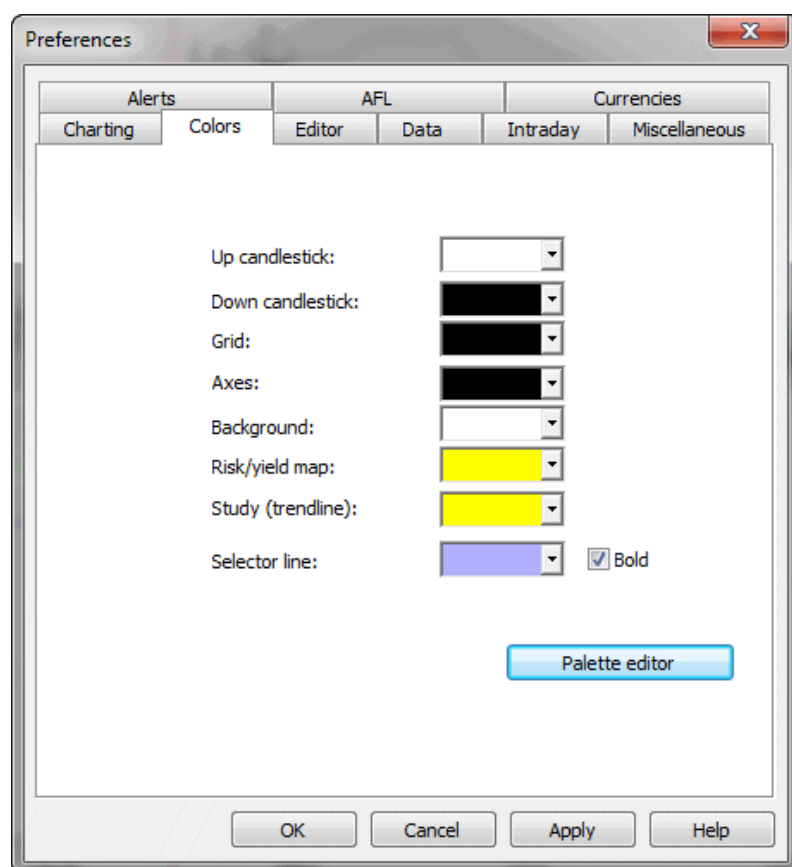 Preferences
Alerts AFL Currencies
Charting Colors Editor Data Intraday Miscellaneous
Up candlestick:
Down candlestick:
Grid:
Axes:
Background:
Risk/yield map:
Study (trendline):
Selector line: Bold
Palette editor
OK Cancel Apply Help